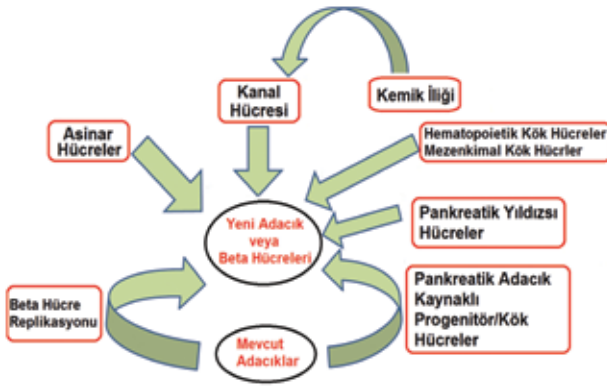 Kanal
Hücresi
Kemik İliği
Asinar
Hücreler
Hematopoietik Kök Hücreler
Mezenkimal Kök Hücrler
Yeni Adacık
veya
Beta Hücreleri
Pankreatik Yıldızsı
Hücreler
Beta Hücre
Replikasyonu
Pankreatik Adacık
Kaynaklı
Progenitör/Kök
Hücreler
Mevcut
Adacıklar